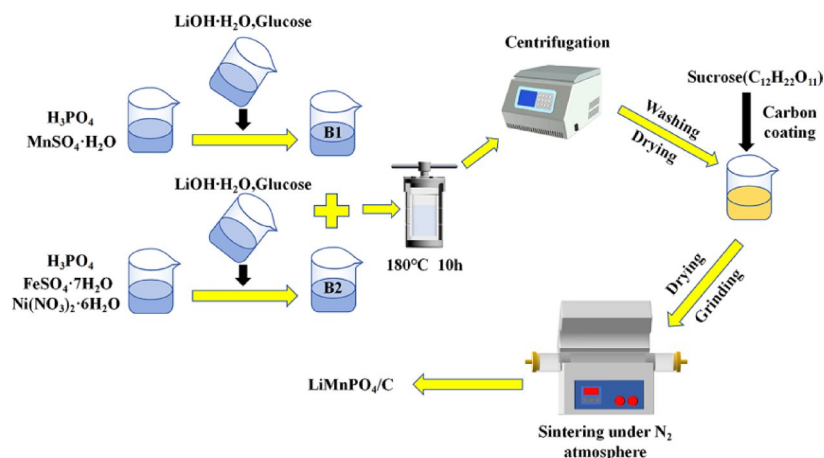 LiOH·H₂O,Glucose
H₃PO₄
MnSO₄·H₂O
B1
LiOH·H₂O,Glucose
H₃PO₄
FeSO₄·7H₂O
Ni(NO₃)₂·6H₂O
B2
180°C 10h
Centrifugation
Washing
Drying
Sucrose(C₁₂H₂₂O₁₁)
Carbon
coating
Drying
Grinding
Sintering under N₂
atmosphere
LiMnPO₄/C